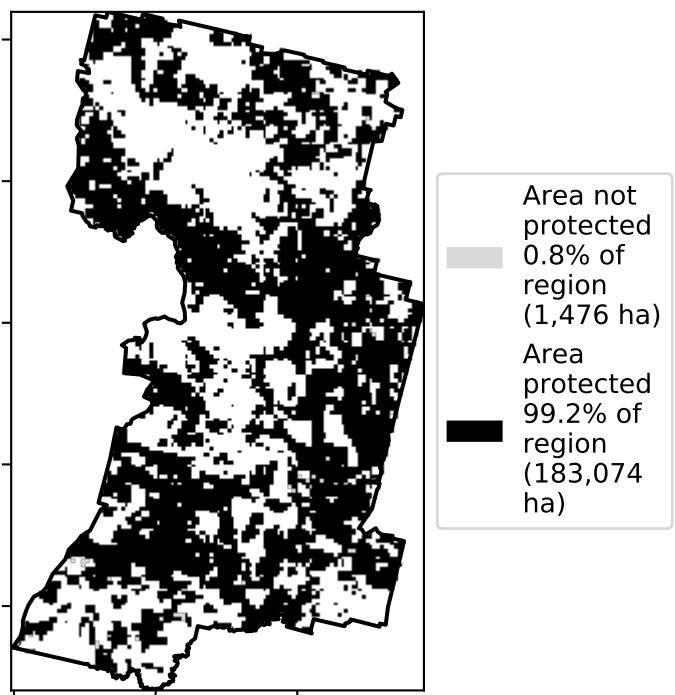 Area not
protected
0.8% of
region
(1,476 ha)
Area
protected
99.2% of
region
(183,074
ha)